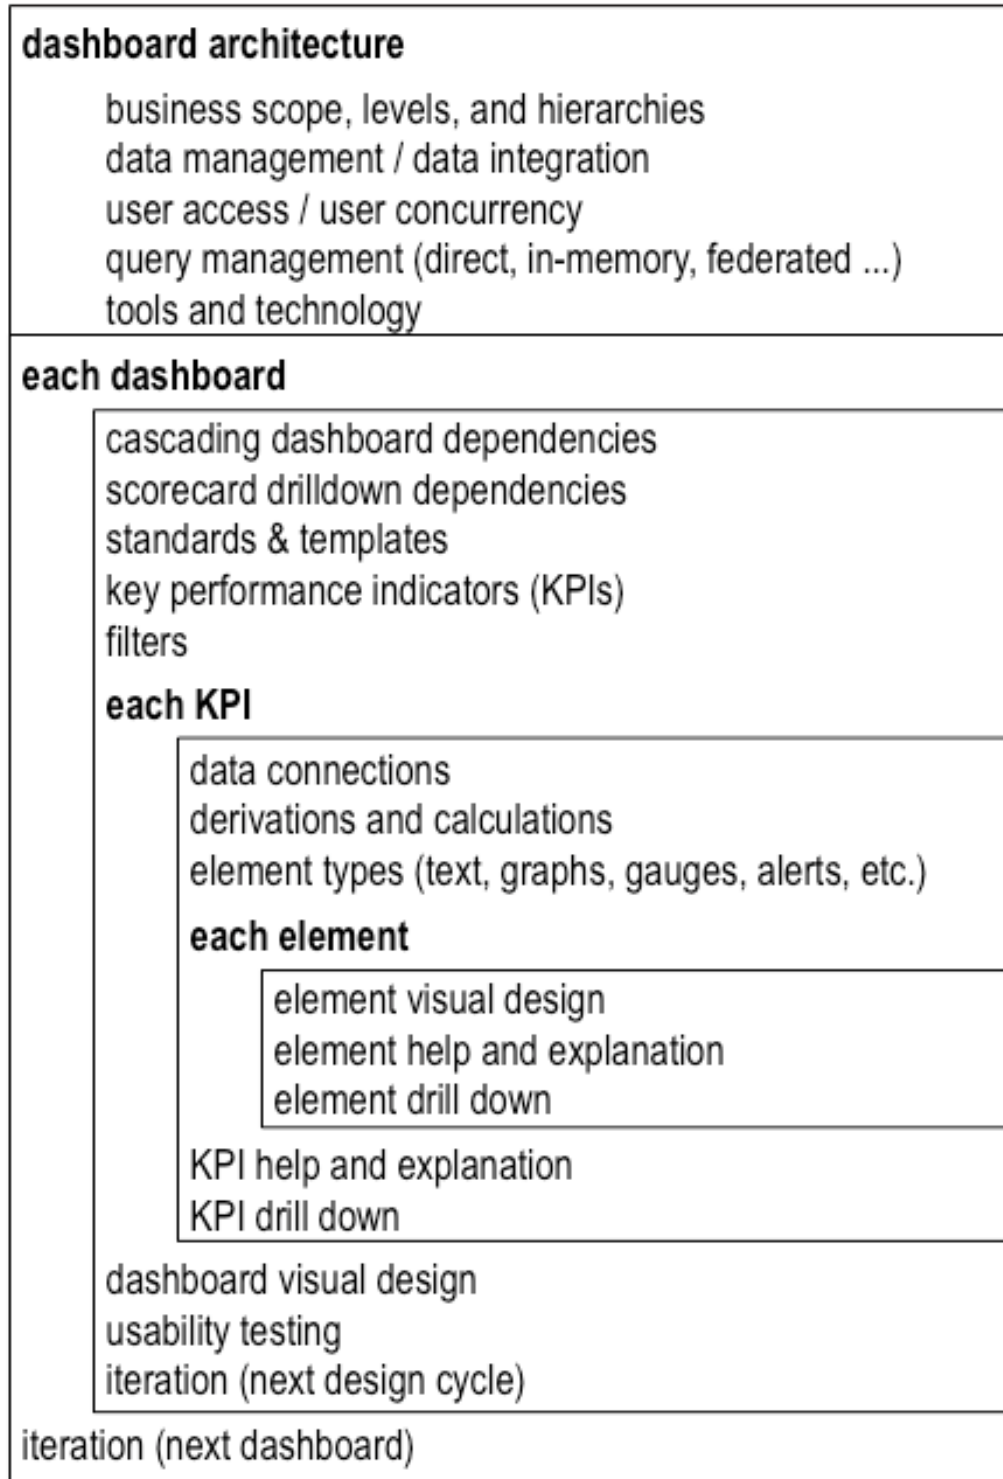 dashboard architecture
business scope, levels, and hierarchies
data management / data integration
user access / user concurrency
query management (direct, in-memory, federated ...)
tools and technology
each dashboard
cascading dashboard dependencies
scorecard drilldown dependencies
standards & templates
key performance indicators (KPIs)
filters
each KPI
data connections
derivations and calculations
element types (text, graphs, gauges, alerts, etc.)
each element
element visual design
element help and explanation
element drill down
KPI help and explanation
KPI drill down
dashboard visual design
usability testing
iteration (next design cycle)
iteration (next dashboard)